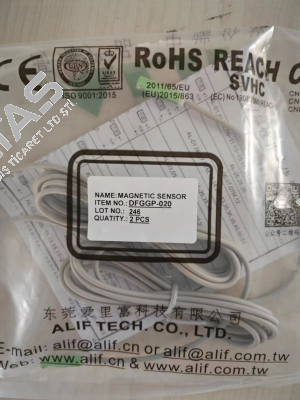 CE
RoHS REACH
SVHC
ISO 9001:2015
2011/65/EU
(EU)2015/863
NAME:MAGNETIC SENSOR
ITEM NO.: DFGGP-020
LOT NO.: 246
QUATITY.: 2 PCS
东莞爱里富科技有限公司
ALIF TECH. CO., LTD.
E-mail: alif@alif.cn or alif@alif.com.tw
Web: www.alif.cn & www.alif.com.tw